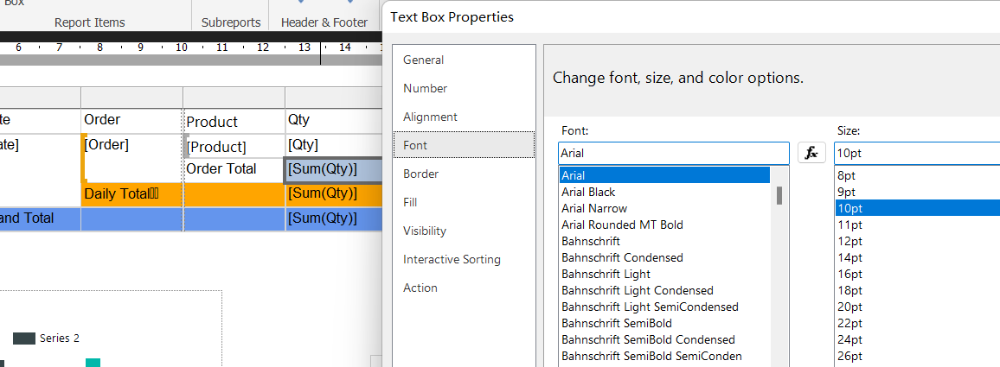 Box
Report Items
Subreports
Header & Footer
6 7 8 9 10 11 12 13 14
Order Product Qty
[Order] [Product] [Qty]
Order Total [Sum(Qty)]
Daily Total [Sum(Qty)]
Total [Sum(Qty)]
Series 2
Text Box Properties
General
Number
Alignment
Font
Border
Fill
Visibility
Interactive Sorting
Action
Change font, size, and color options.
Font:
Arial
fx
Arial
Arial Black
Arial Narrow
Arial Rounded MT Bold
Bahnschrift
Bahnschrift Condensed
Bahnschrift Light
Bahnschrift Light Condensed
Bahnschrift Light SemiCondensed
Bahnschrift SemiBold
Bahnschrift SemiBold Condensed
Bahnschrift SemiBold SemiConden
Size:
10pt
8pt
9pt
10pt
11pt
12pt
14pt
16pt
18pt
20pt
22pt
24pt
26pt